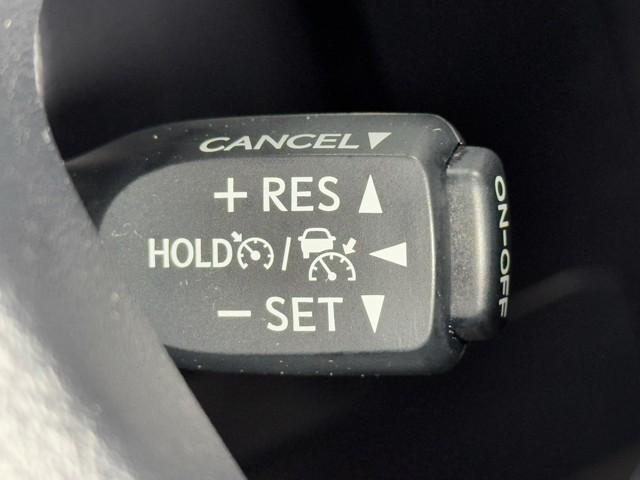 CANCEL
+ RES
HOLD /
- SET
ON-OFF